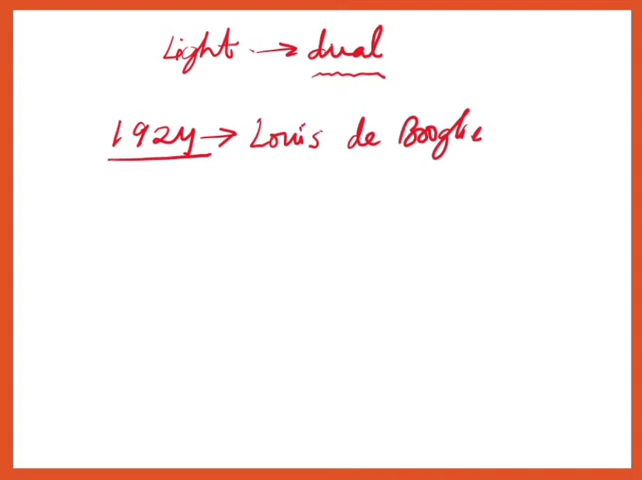 Light → dual
1924 → Louis de Broglie